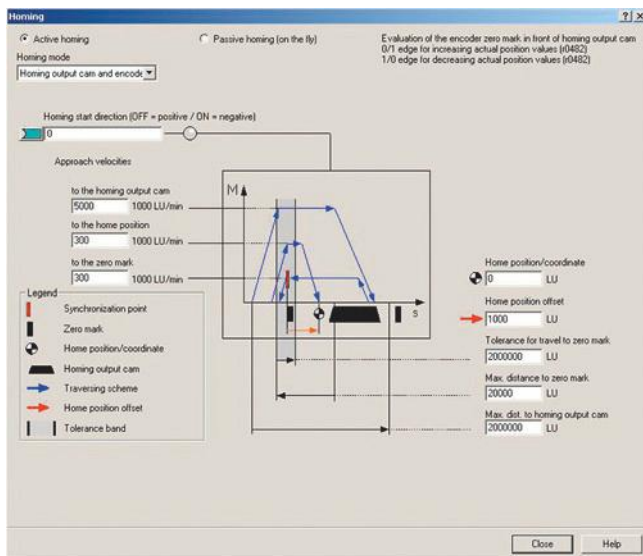 Homing
Active homing
Passive homing (on the fly)
Evaluation of the encoder zero mark in front of homing output cam
0/1 edge for increasing actual position values (r0482)
1/0 edge for decreasing actual position values (r0482)
Homing mode
Homing output cam and encode
Homing start direction (OFF = positive / ON = negative)
0
Approach velocities
to the homing output cam
5000 1000 LU/min
to the home position
300 1000 LU/min
to the zero mark
300 1000 LU/min
M
s
Home position/coordinate
0 LU
Home position offset
1000 LU
Tolerance for travel to zero mark
2000000 LU
Max. distance to zero mark
20000 LU
Max. dist. to homing output cam
2000000 LU
Legend
Synchronization point
Zero mark
Home position/coordinate
Homing output cam
Traversing scheme
Home position offset
Tolerance band
Close
Help